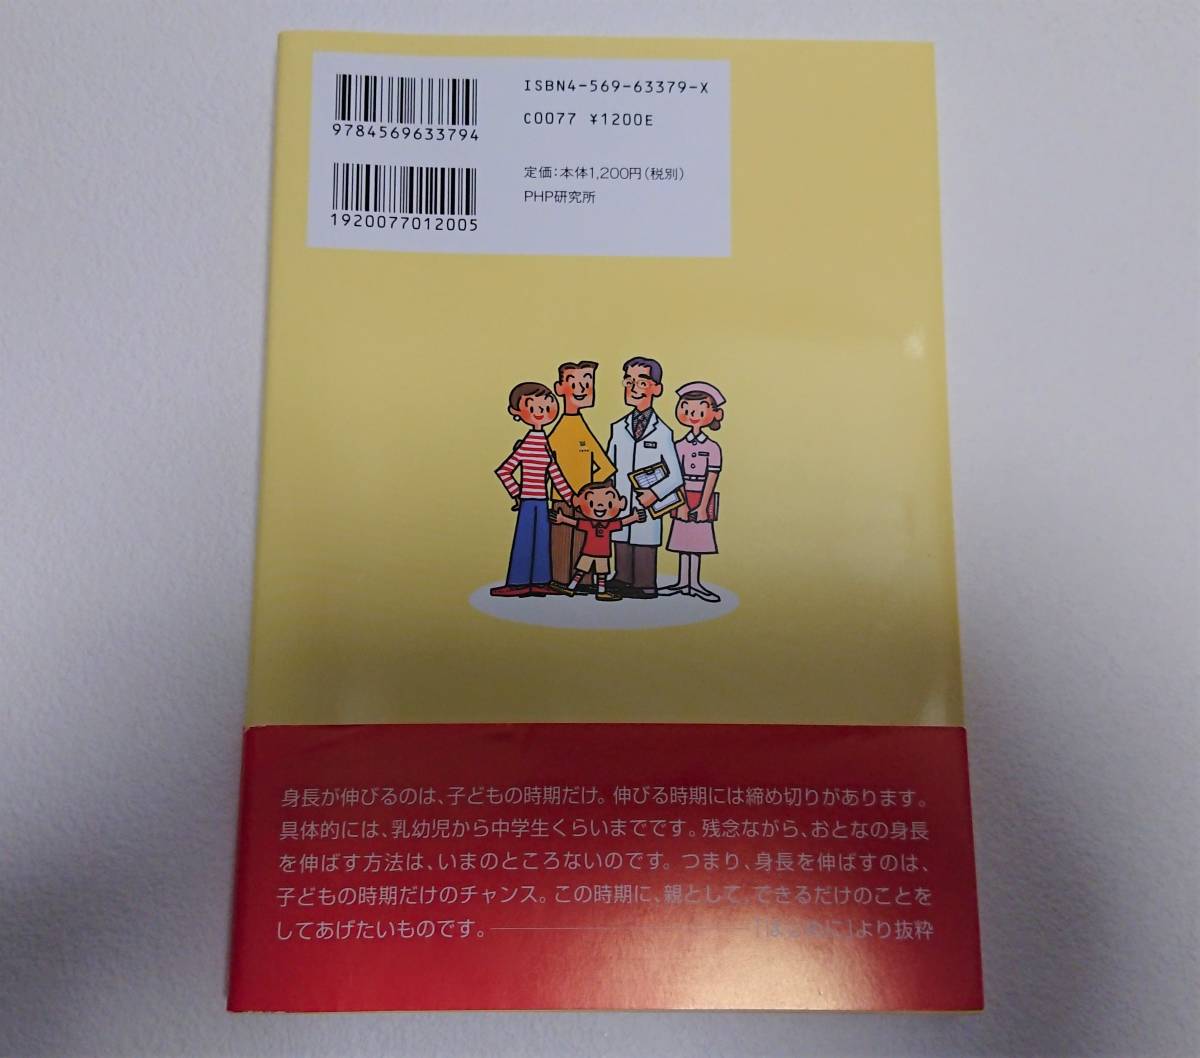 ISBN4-569-63379-X
C0077 ¥1200E
9784569633794
定価：本体1,200円（税別）
PHP研究所
1920077012005
身長が伸びるのは、子どもの時期だけ。伸びる時期には締め切りがあります。
具体的には、乳幼児から中学生くらいまでです。残念ながら、おとなの身長
を伸ばす方法は、いまのところないのです。つまり、身長を伸ばすのは、
子どもの時期だけのチャンス。この時期に、親として、できるだけのことを
してあげたいものです。――――――――「はじめに」より抜粋